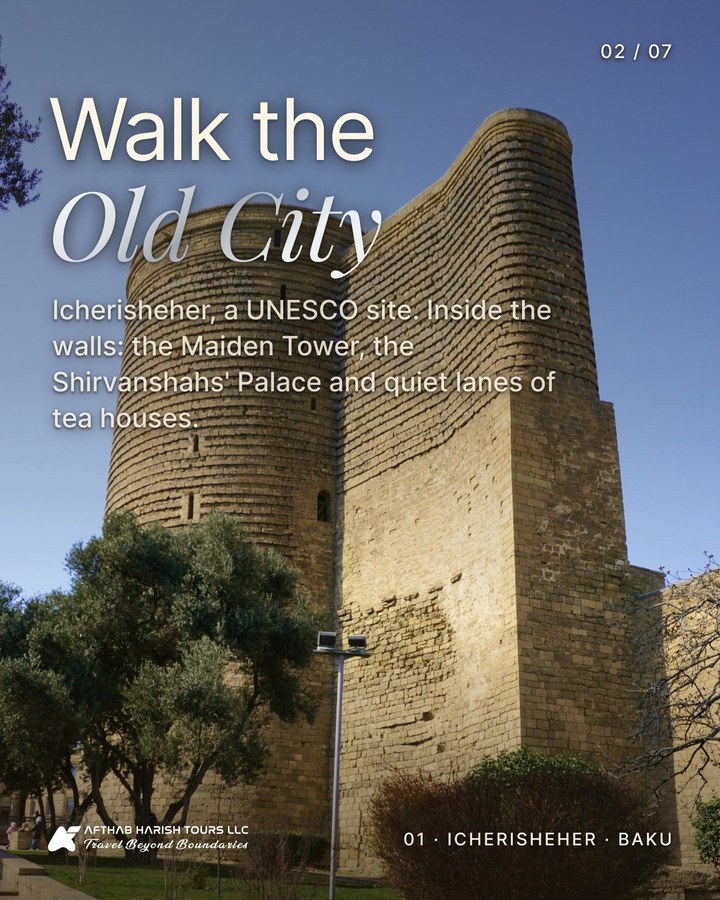 02 / 07
Walk the
Old City
Icherisheher, a UNESCO site. Inside the
walls: the Maiden Tower, the
Shirvanshahs' Palace and quiet lanes of
tea houses.
AFTHAB HARISH TOURS LLC
Travel Beyond Boundaries
01 · ICHERISHEHER · BAKU